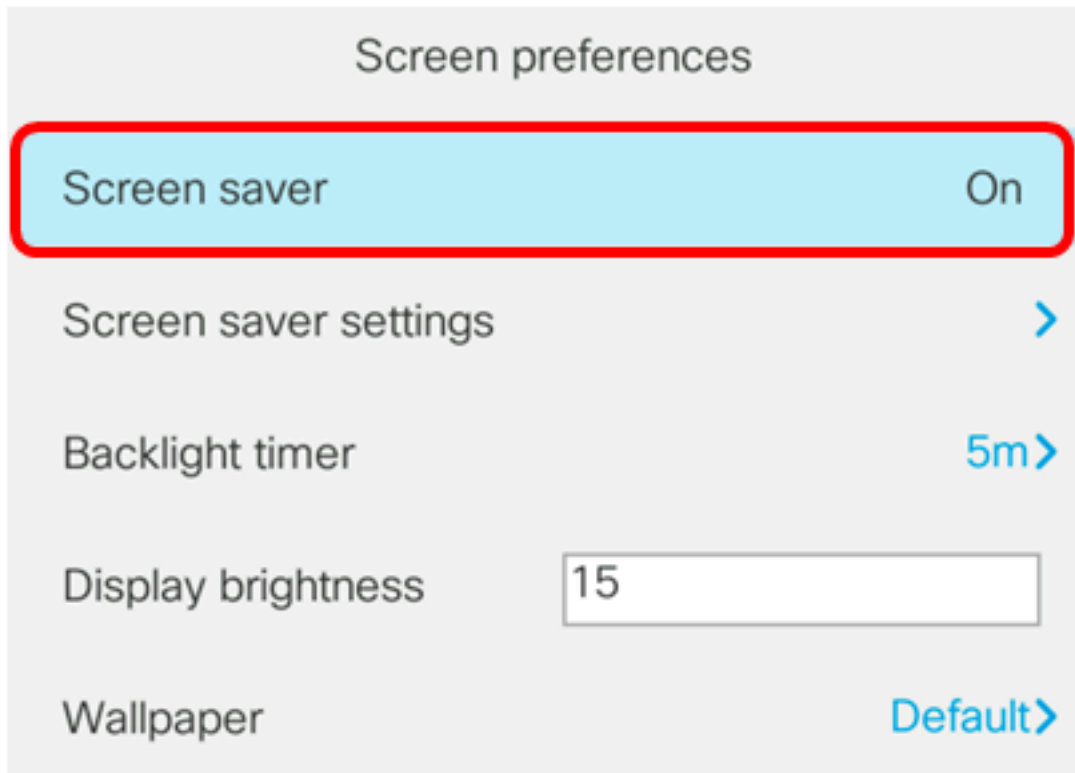 Screen preferences
Screen saver On
Screen saver settings
Backlight timer 5m
Display brightness 15
Wallpaper Default